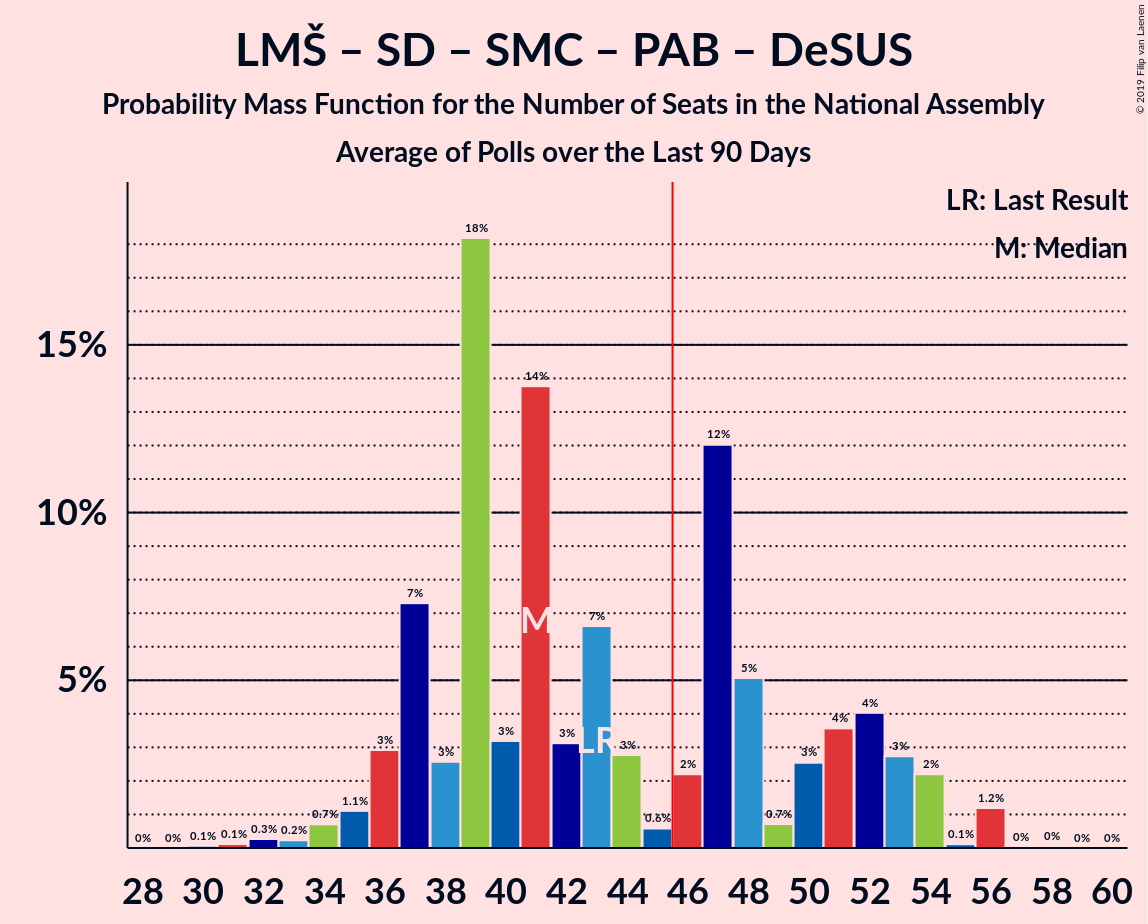 LMŠ – SD – SMC – PAB – DeSUS
Probability Mass Function for the Number of Seats in the National Assembly
Average of Polls over the Last 90 Days
© 2019 Filip van Laenen
LR: Last Result
M: Median
15%
10%
5%
0% 0% 0.1% 0.1% 0.3% 0.2% 0.7% 1.1% 3% 7% 3% 18% 3% 14% 3% 7% 3% 0.6% 2% 12% 5% 0.7% 3% 4% 4% 3% 2% 0.1% 1.2% 0% 0% 0% 0%
M
LR
28 30 32 34 36 38 40 42 44 46 48 50 52 54 56 58 60